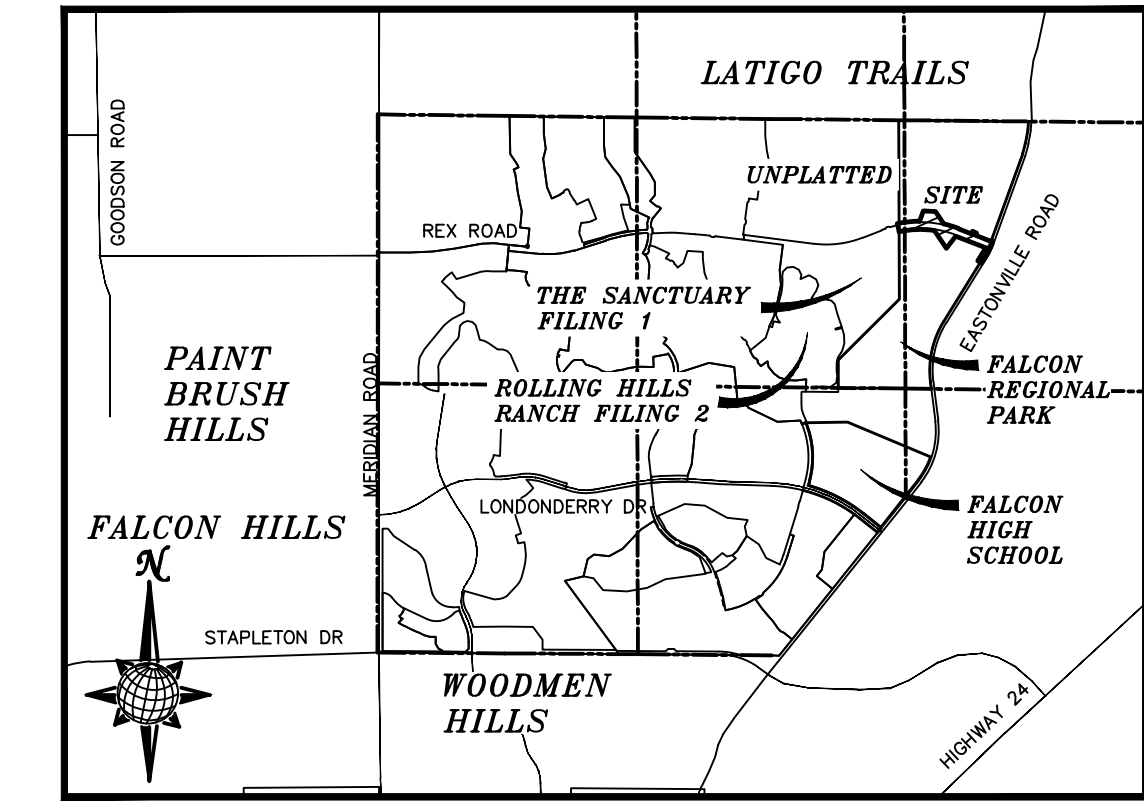 LATIGO TRAILS
GOODSON ROAD
UNPLATTED
SITE
REX ROAD
EASTONVILLE ROAD
THE SANCTUARY
FILING 1
PAINT
BRUSH
HILLS
MERIDIAN ROAD
FALCON
REGIONAL
PARK
ROLLING HILLS
RANCH FILING 2
LONDONDERRY DR
FALCON
HIGH
SCHOOL
FALCON HILLS
N
STAPLETON DR
WOODMEN
HILLS
HIGHWAY 24